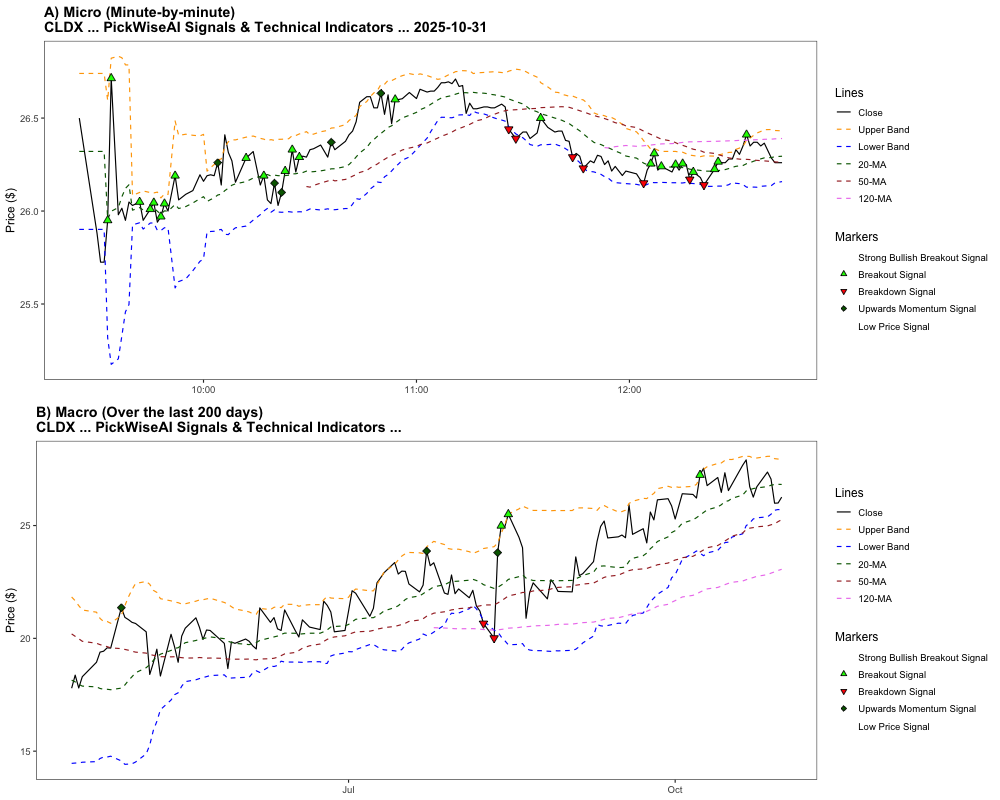 A) Micro (Minute-by-minute)
CLDX ... PickWiseAI Signals & Technical Indicators ... 2025-10-31
Price ($)
26.5
26.0
25.5
10:00
11:00
12:00
Lines
Close
Upper Band
Lower Band
20-MA
50-MA
120-MA
Markers
Strong Bullish Breakout Signal
Breakout Signal
Breakdown Signal
Upwards Momentum Signal
Low Price Signal
B) Macro (Over the last 200 days)
CLDX ... PickWiseAI Signals & Technical Indicators ...
Price ($)
25
20
15
Jul
Oct
Lines
Close
Upper Band
Lower Band
20-MA
50-MA
120-MA
Markers
Strong Bullish Breakout Signal
Breakout Signal
Breakdown Signal
Upwards Momentum Signal
Low Price Signal